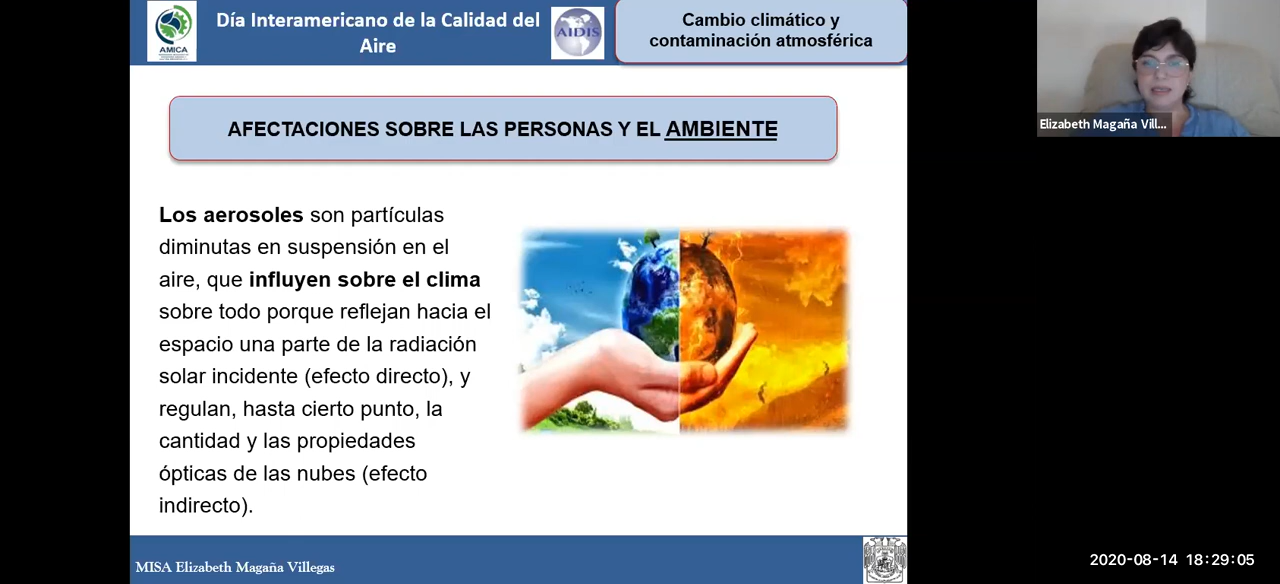 Día Interamericano de la Calidad del
Aire
AMICA
AIDIS
Cambio climático y
contaminación atmosférica
AFECTACIONES SOBRE LAS PERSONAS Y EL AMBIENTE
Los aerosoles son partículas
diminutas en suspensión en el
aire, que influyen sobre el clima
sobre todo porque reflejan hacia el
espacio una parte de la radiación
solar incidente (efecto directo), y
regulan, hasta cierto punto, la
cantidad y las propiedades
ópticas de las nubes (efecto
indirecto).
MISA Elizabeth Magaña Villegas
Elizabeth Magaña Vill...
2020-08-14 18:29:05